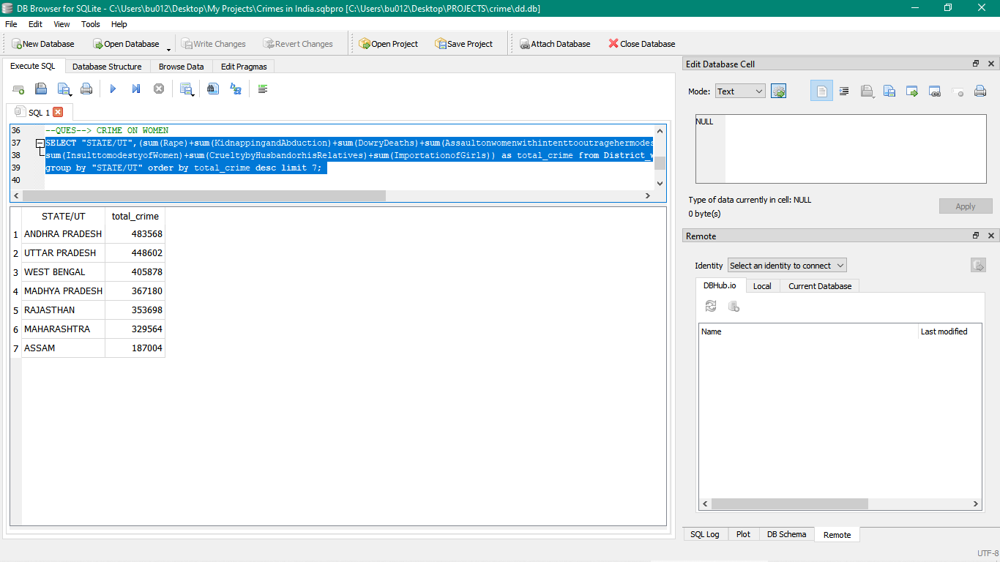 DB Browser for SQLite - C:\Users\bu012\Desktop\My Projects\Crimes in India.sqbpro [C:\Users\bu012\Desktop\PROJECTS\crime\dd.db]
File Edit View Tools Help
New Database Open Database Write Changes Revert Changes Open Project Save Project Attach Database Close Database
Execute SQL Database Structure Browse Data Edit Pragmas
SQL 1
36 --QUES--> CRIME ON WOMEN
37 SELECT "STATE/UT",(sum(Rape)+sum(KidnappingandAbduction)+sum(DowryDeaths)+sum(Assaultonwomenwithintenttooutragehermodes
38 sum(InsulttomodestyofWomen)+sum(CrueltybyHusbandorhisRelatives)+sum(ImportationofGirls)) as total_crime from District_w
39 group by "STATE/UT" order by total_crime desc limit 7;
40
STATE/UT total_crime
1 ANDHRA PRADESH 483568
2 UTTAR PRADESH 448602
3 WEST BENGAL 405878
4 MADHYA PRADESH 367180
5 RAJASTHAN 353698
6 MAHARASHTRA 329564
7 ASSAM 187004
Edit Database Cell
Mode: Text
NULL
Type of data currently in cell: NULL
0 byte(s)
Apply
Remote
Identity Select an identity to connect
DBHub.io Local Current Database
Name Last modified
SQL Log Plot DB Schema Remote
UTF-8